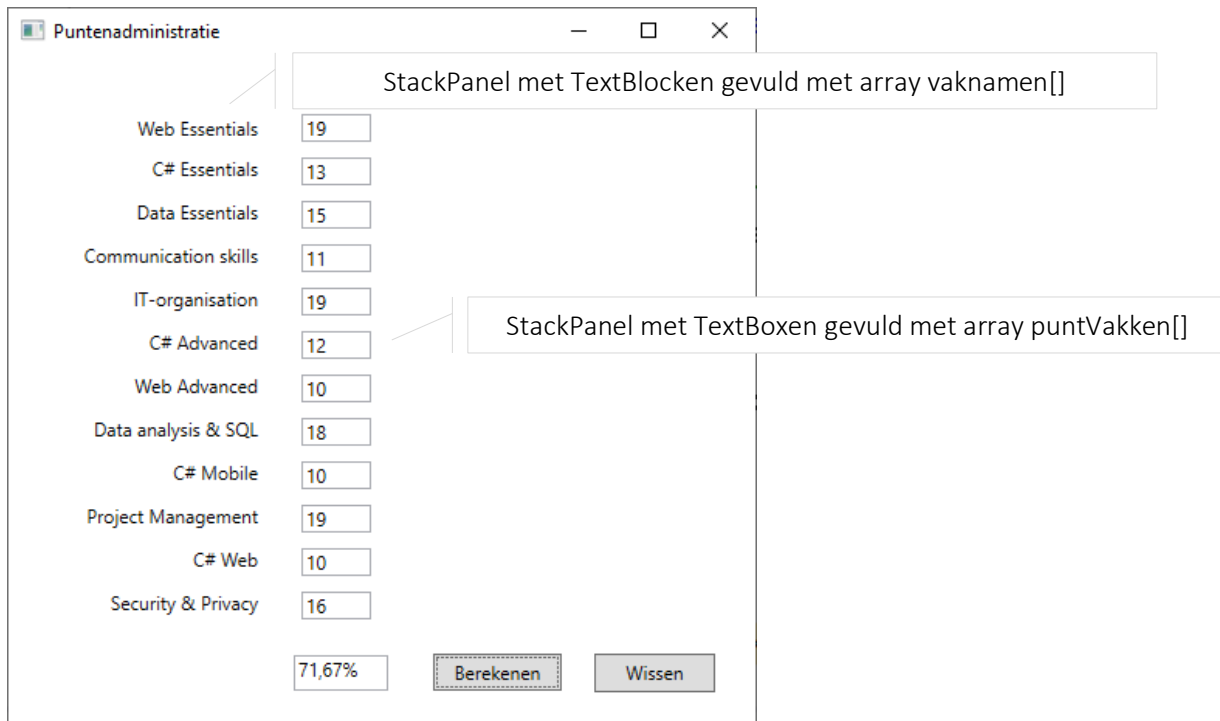 Puntenadministratie
StackPanel met TextBlocken gevuld met array vaknamen[]
Web Essentials 19
C# Essentials 13
Data Essentials 15
Communication skills 11
IT-organisation 19
StackPanel met TextBoxen gevuld met array puntVakken[]
C# Advanced 12
Web Advanced 10
Data analysis & SQL 18
C# Mobile 10
Project Management 19
C# Web 10
Security & Privacy 16
71,67% Berekenen Wissen